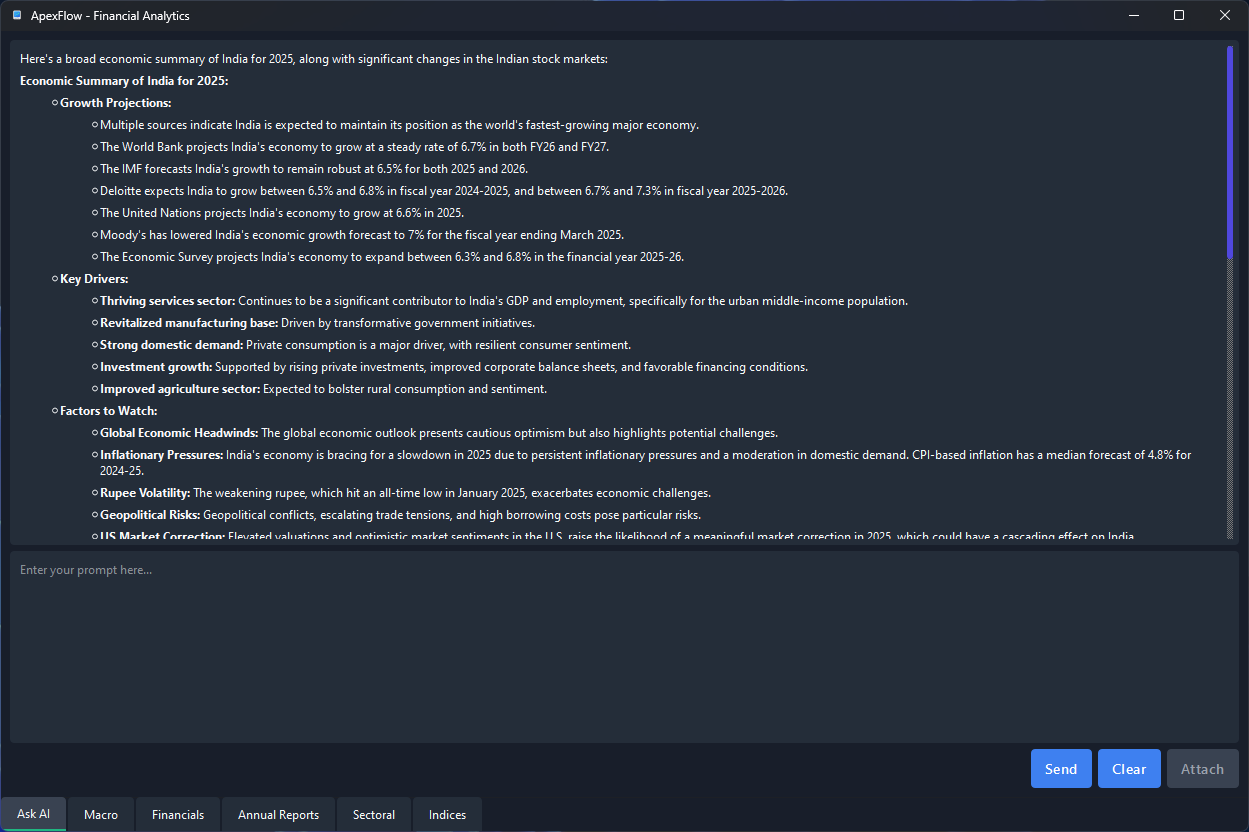 ApexFlow - Financial Analytics
Here's a broad economic summary of India for 2025, along with significant changes in the Indian stock markets:
Economic Summary of India for 2025:
Growth Projections:
Multiple sources indicate India is expected to maintain its position as the world's fastest-growing major economy.
The World Bank projects India's economy to grow at a steady rate of 6.7% in both FY26 and FY27.
The IMF forecasts India's growth to remain robust at 6.5% for both 2025 and 2026.
Deloitte expects India to grow between 6.5% and 6.8% in fiscal year 2024-2025, and between 6.7% and 7.3% in fiscal year 2025-2026.
The United Nations projects India's economy to grow at 6.6% in 2025.
Moody's has lowered India's economic growth forecast to 7% for the fiscal year ending March 2025.
The Economic Survey projects India's economy to expand between 6.3% and 6.8% in the financial year 2025-26.
Key Drivers:
Thriving services sector: Continues to be a significant contributor to India's GDP and employment, specifically for the urban middle-income population.
Revitalized manufacturing base: Driven by transformative government initiatives.
Strong domestic demand: Private consumption is a major driver, with resilient consumer sentiment.
Investment growth: Supported by rising private investments, improved corporate balance sheets, and favorable financing conditions.
Improved agriculture sector: Expected to bolster rural consumption and sentiment.
Factors to Watch:
Global Economic Headwinds: The global economic outlook presents cautious optimism but also highlights potential challenges.
Inflationary Pressures: India's economy is bracing for a slowdown in 2025 due to persistent inflationary pressures and a moderation in domestic demand. CPI-based inflation has a median forecast of 4.8% for
2024-25.
Rupee Volatility: The weakening rupee, which hit an all-time low in January 2025, exacerbates economic challenges.
Geopolitical Risks: Geopolitical conflicts, escalating trade tensions, and high borrowing costs pose particular risks.
US Market Correction: Elevated valuations and optimistic market sentiments in the U.S. raise the likelihood of a meaningful market correction in 2025, which could have a cascading effect on India.
Enter your prompt here...
Send
Clear
Attach
Ask AI
Macro
Financials
Annual Reports
Sectoral
Indices